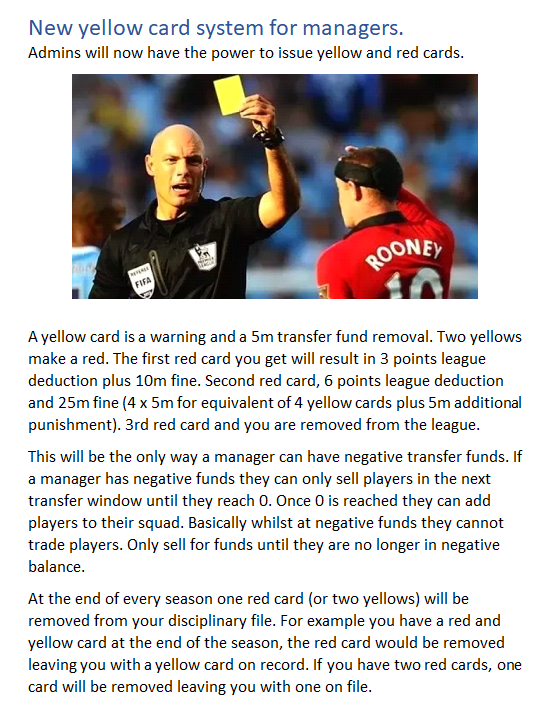 New yellow card system for managers.
Admins will now have the power to issue yellow and red cards.
REFEREE
FIFA
PREMIER
LEAGUE
ROONEY
10
A yellow card is a warning and a 5m transfer fund removal. Two yellows
make a red. The first red card you get will result in 3 points league
deduction plus 10m fine. Second red card, 6 points league deduction
and 25m fine (4 x 5m for equivalent of 4 yellow cards plus 5m additional
punishment). 3rd red card and you are removed from the league.
This will be the only way a manager can have negative transfer funds. If
a manager has negative funds they can only sell players in the next
transfer window until they reach 0. Once 0 is reached they can add
players to their squad. Basically whilst at negative funds they cannot
trade players. Only sell for funds until they are no longer in negative
balance.
At the end of every season one red card (or two yellows) will be
removed from your disciplinary file. For example you have a red and
yellow card at the end of the season, the red card would be removed
leaving you with a yellow card on record. If you have two red cards, one
card will be removed leaving you with one on file.